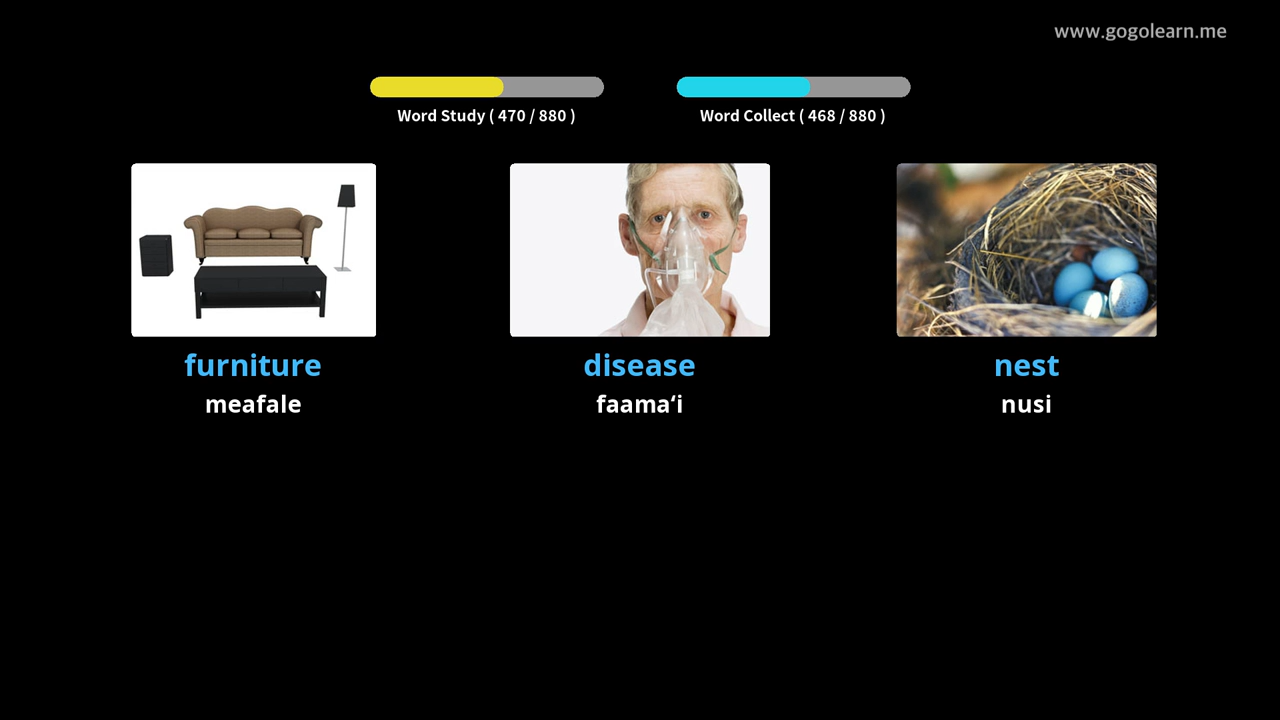 www.gogolearn.me
Word Study ( 470 / 880 )
Word Collect ( 468 / 880 )
furniture
disease
nest
meafale
faamaʻi
nusi